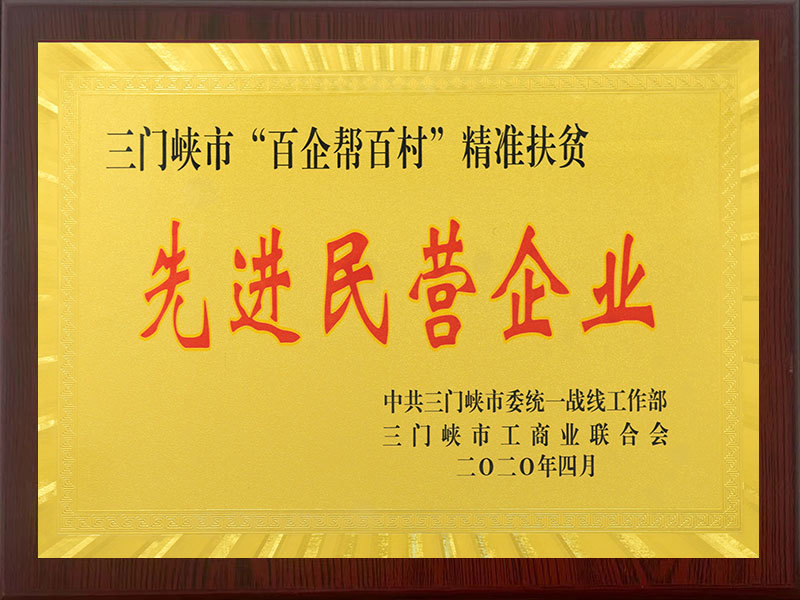 三门峡市“百企帮百村”精准扶贫
先进民营企业
中共三门峡市委统一战线工作部
三门峡市工商业联合会
二〇二〇年四月